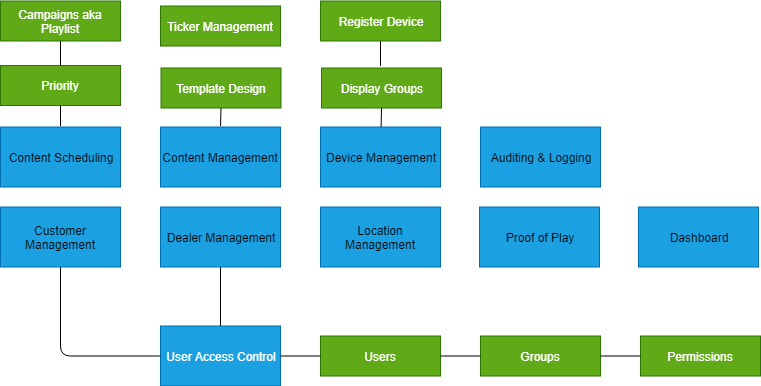 Campaigns aka
Playlist
Ticker Management
Register Device
Priority
Template Design
Display Groups
Content Scheduling
Content Management
Device Management
Auditing & Logging
Customer
Management
Dealer Management
Location
Management
Proof of Play
Dashboard
User Access Control
Users
Groups
Permissions